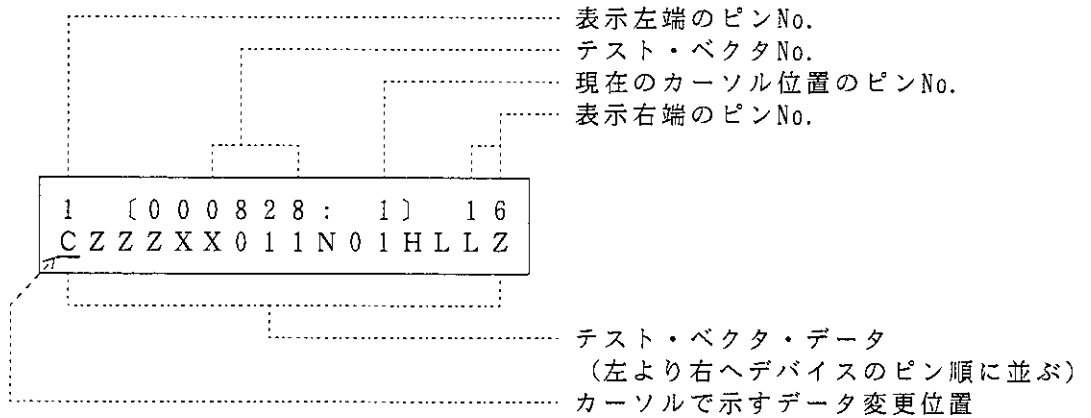 表示左端のピンNo.
テスト・ベクタNo.
現在のカーソル位置のピンNo.
表示右端のピンNo.
1 〔000828: 1〕 16
CZZZXX011N01HLLZ
テスト・ベクタ・データ
(左より右へデバイスのピン順に並ぶ)
カーソルで示すデータ変更位置